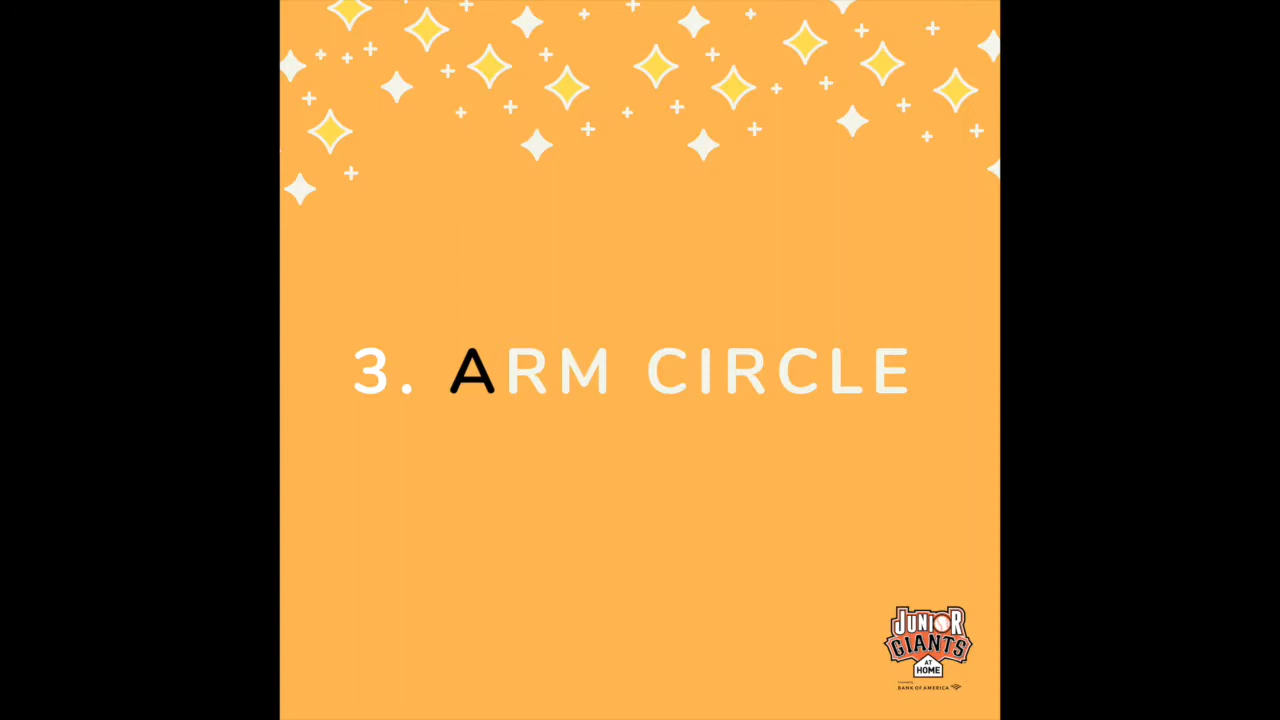 3. ARM CIRCLE
JUNIOR
GIANTS
AT
HOME
BANK OF AMERICA